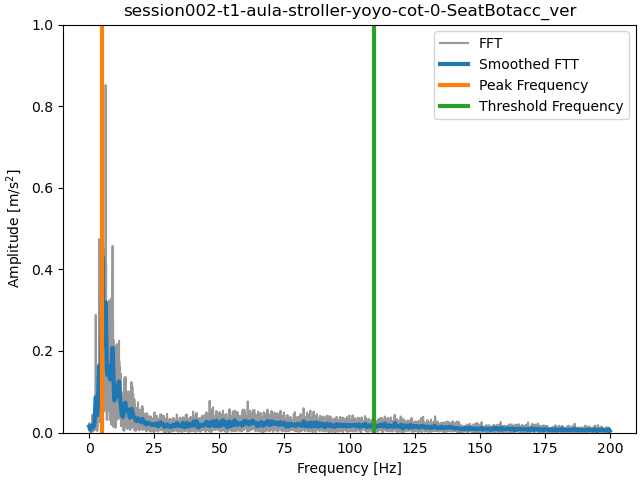 session002-t1-aula-stroller-yoyo-cot-0-SeatBotacc_ver
1.0
0.8
0.6
0.4
0.2
0.0
Amplitude [m/s²]
FFT
Smoothed FTT
Peak Frequency
Threshold Frequency
0 25 50 75 100 125 150 175 200
Frequency [Hz]